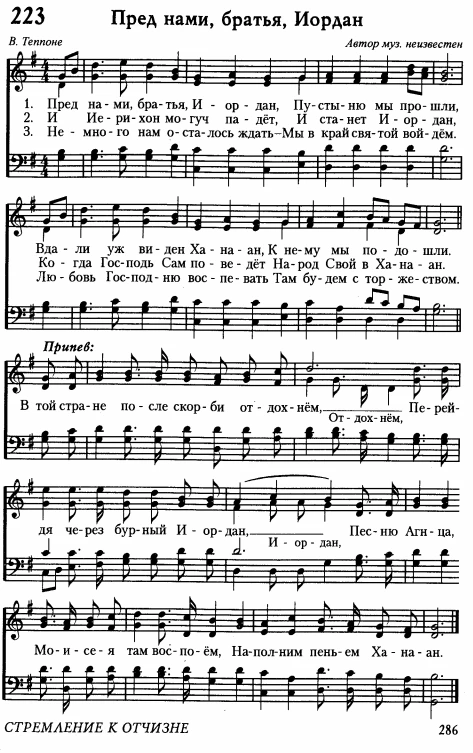 223 Пред нами, братья, Иордан
В. Теппоне Автор муз. неизвестен
1. Пред на-ми, бра-тья, И-ор-дан, Пу-сты-ню мы про-шли,
2. И Ие-ри-хон мо-гуч па-дёт, И ста-нет И-ор-дан,
3. Не-мно-го нам о-ста-лось ждать-Мы в край свя-той вой-дём.
Вда-ли уж ви-ден Ха-на-ан, К не-му мы по-до-шли.
Ко-гда Гос-подь Сам по-ве-дёт На-род Свой в Ха-на-ан.
Лю-бовь Гос-под-ню вос-пе-вать Там бу-дем с тор-же-ством.
Припев:
В той стра-не по-сле скор-би от-дох-нём, Пе-рей-
От-дох-нём,
дя че-рез бур-ный И-ор-дан, Пес-ню Аг-нца,
И-ор-дан,
Мо-и-се-я там вос-по-ём, На-пол-ним пень-ем Ха-на-ан.
СТРЕМЛЕНИЕ К ОТЧИЗНЕ 286